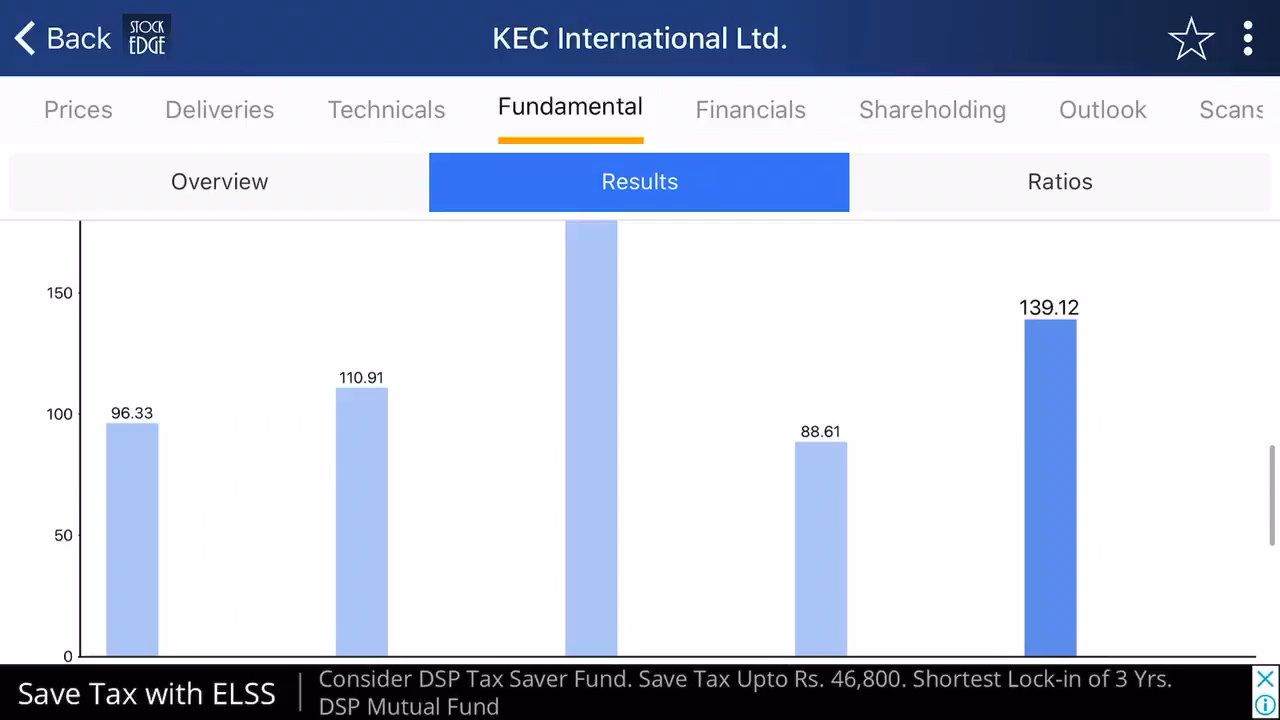 Back STOCK EDGE KEC International Ltd.
Prices Deliveries Technicals Fundamental Financials Shareholding Outlook Scans
Overview Results Ratios
150
139.12
110.91
100
96.33
88.61
50
0
Save Tax with ELSS
Consider DSP Tax Saver Fund. Save Tax Upto Rs. 46,800. Shortest Lock-in of 3 Yrs.
DSP Mutual Fund